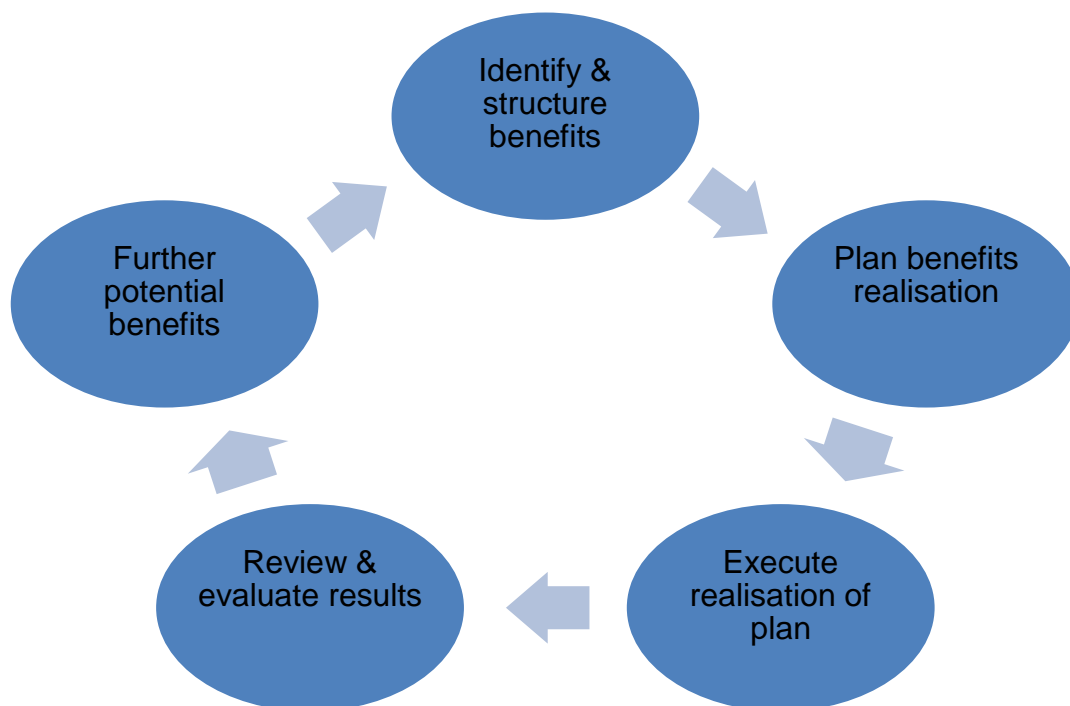 Identify &
structure
benefits
Plan benefits
realisation
Execute
realisation of
plan
Review &
evaluate results
Further
potential
benefits